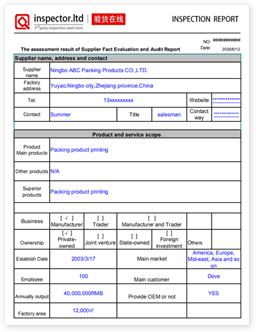 inspector.ltd 验货在线 INSPECTION REPORT
3rd party inspection starts here
NO. ###########
The assessment result of Supplier Fact Evaluation and Audit Report Date: 2020/6/12
Supplier name, address and contact
Supplier name Ningbo ABC Packing Products CO.,LTD.
Factory address Yuyao,Ningbo city,Zhejiang province,China
Tel. 13xxxxxxxxx Website
Contact Summer Title salesman Contact way
Product and service scope
Product Main products Packing product printing
Other products N/A
Superior products Packing product printing
Business [ √ ] Manufacturing [ ] Trader [ ] Manufacturer and Trader
Ownership [ √ ] Private-owned [ ] Joint venture [ ] State-owned [ ] Foreign investment Others
Establish Date 2003/3/17 Main market America, Europe, Mid-east, Asia and so on
Employee 100 Main customer Dove
Annually output 40,000,000RMB Provide OEM or not YES
Factory area 12,000㎡